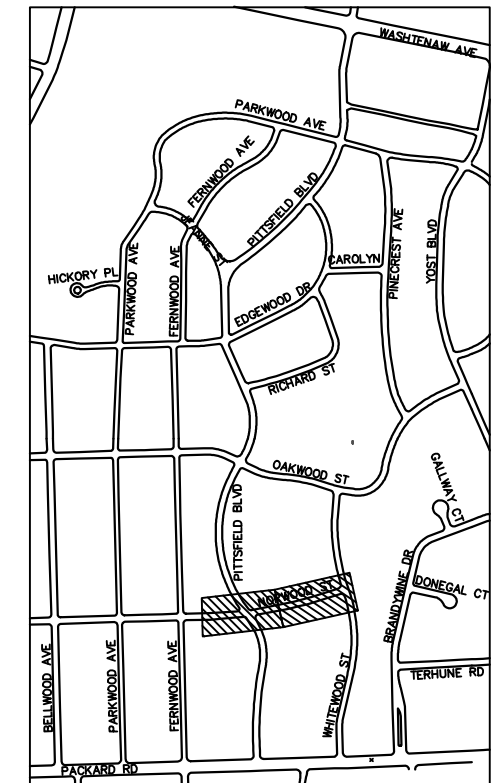 WASHTENAW AVE
PARKWOOD AVE
FERNWOOD AVE
PITTSFIELD BLVD
JEANNE ST
CAROLYN
PINECREST AVE
YOST BLVD
HICKORY PL
PARKWOOD AVE
FERNWOOD AVE
EDGEWOOD DR
RICHARD ST
OAKWOOD ST
GALLWAY CT
PITTSFIELD BLVD
NORWOOD ST
BRANDYWINE DR
DONEGAL CT
BELLWOOD AVE
PARKWOOD AVE
FERNWOOD AVE
WHITEWOOD ST
TERHUNE RD
PACKARD RD